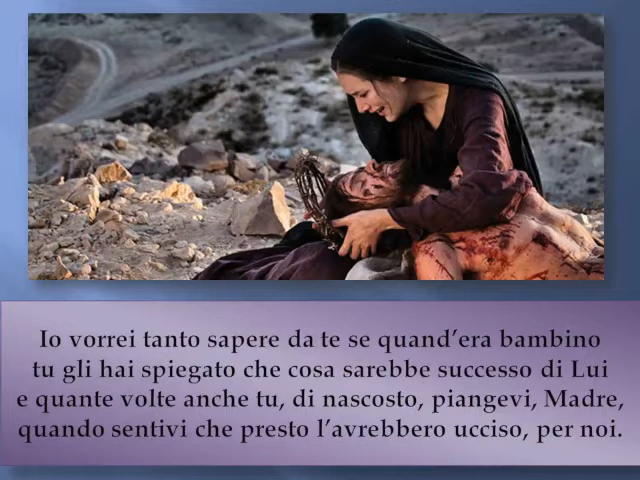 Io vorrei tanto sapere da te se quand'era bambino
tu gli hai spiegato che cosa sarebbe successo di Lui
e quante volte anche tu, di nascosto, piangevi, Madre,
quando sentivi che presto l'avrebbero ucciso, per noi.